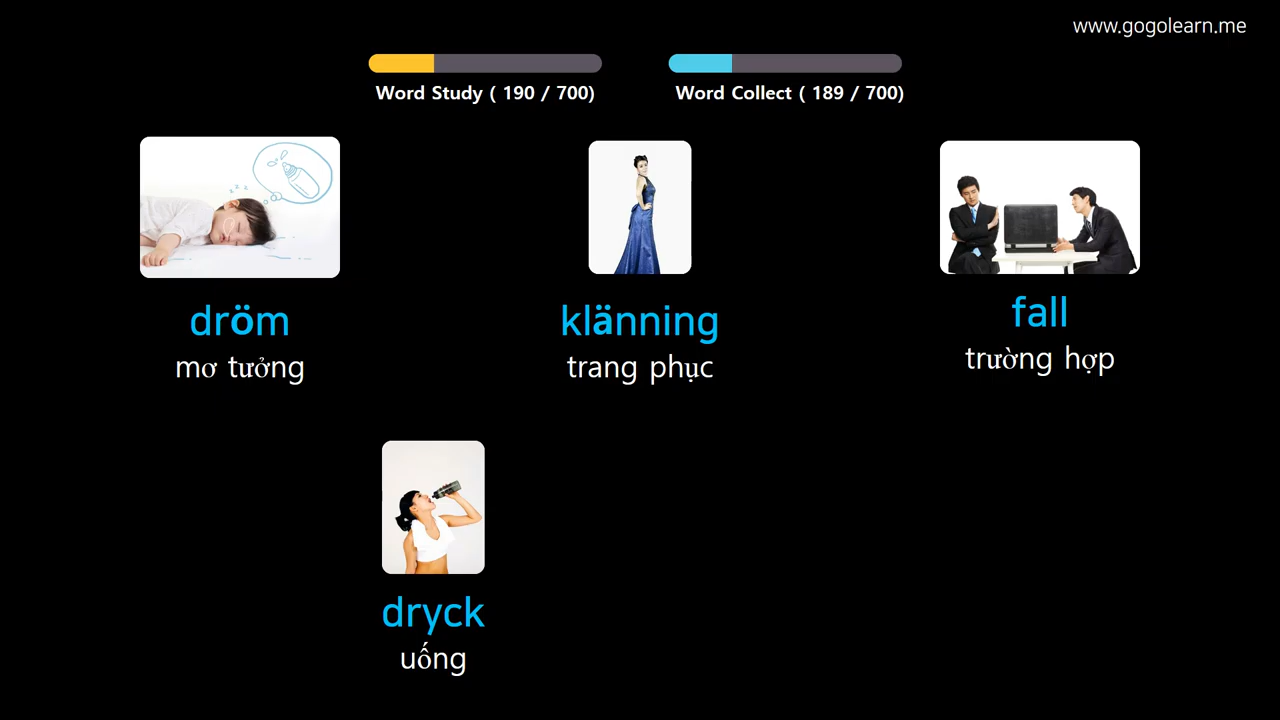 www.gogolearn.me
Word Study ( 190 / 700)
Word Collect ( 189 / 700)
dröm
mơ tưởng
klänning
trang phục
fall
trường hợp
dryck
uống